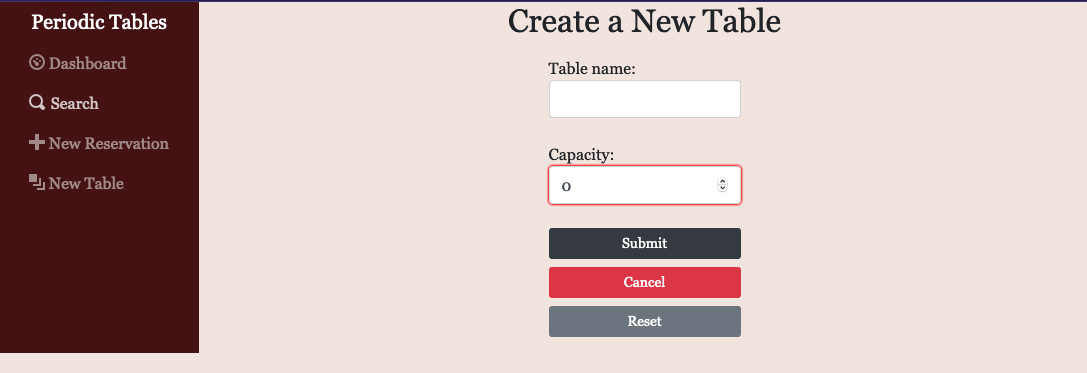 Periodic Tables
Dashboard
Search
New Reservation
New Table
Create a New Table
Table name:
Capacity:
0
Submit
Cancel
Reset